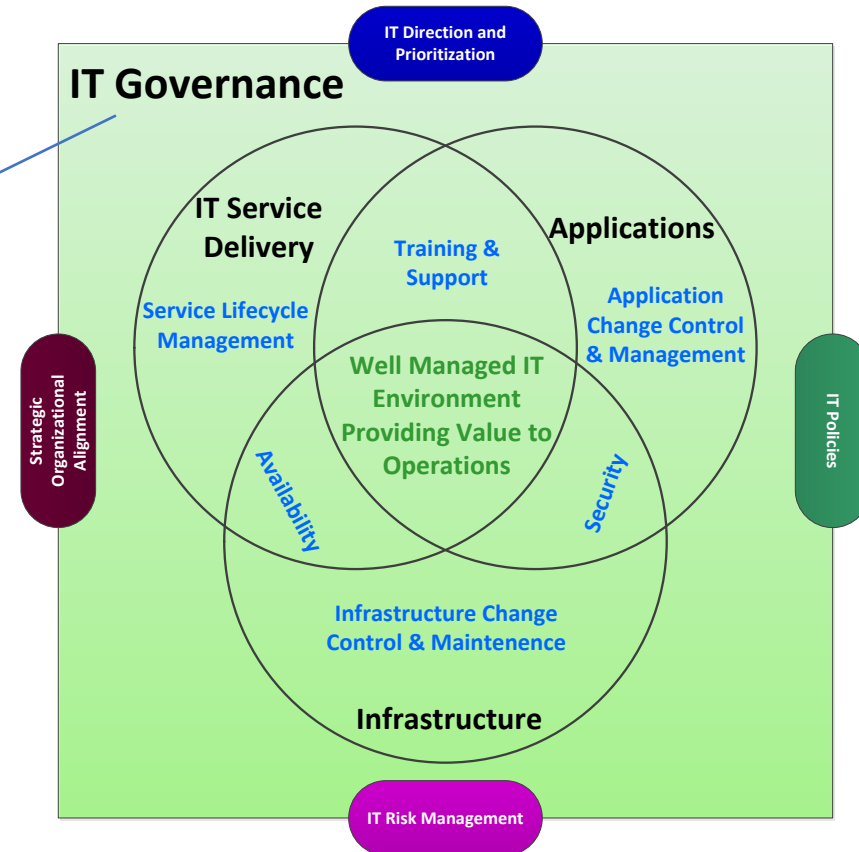 IT Direction and
Prioritization
IT Governance
IT Service
Delivery
Applications
Training &
Support
Service Lifecycle
Management
Application
Change Control
& Management
Strategic
Organizational
Alignment
IT Policies
Well Managed IT
Environment
Providing Value to
Operations
Availability
Security
Infrastructure Change
Control & Maintenence
Infrastructure
IT Risk Management